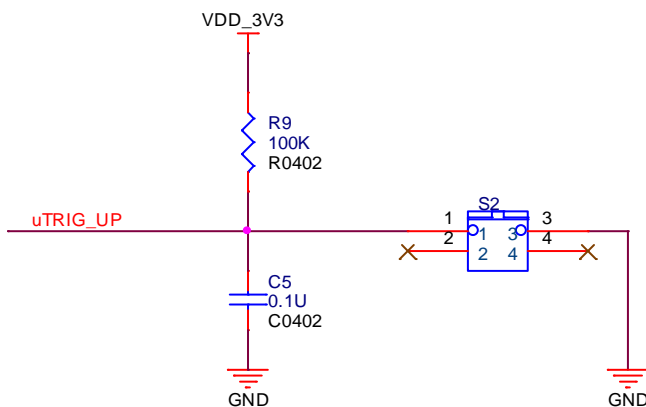 VDD_3V3
R9
100K
R0402
uTRIG_UP
S2
1
3
2
4
1
3
2
4
C5
0.1U
C0402
GND
GND